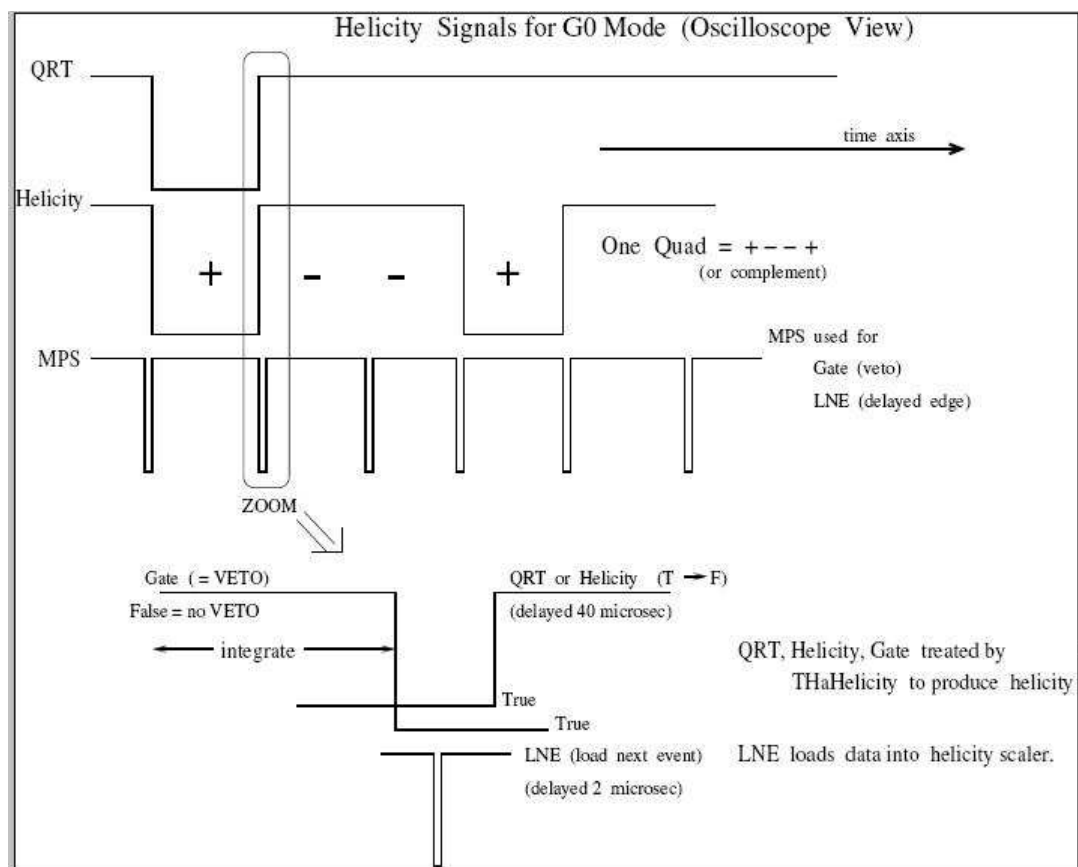 Helicity Signals for G0 Mode (Oscilloscope View)
QRT
time axis
Helicity
+ - - +
One Quad = + - - +
(or complement)
MPS
MPS used for
Gate (veto)
LNE (delayed edge)
ZOOM
Gate ( = VETO)
False = no VETO
integrate
QRT or Helicity (T → F)
(delayed 40 microsec)
QRT, Helicity, Gate treated by
THaHelicity to produce helicity
True
True
LNE (load next event)
(delayed 2 microsec)
LNE loads data into helicity scaler.